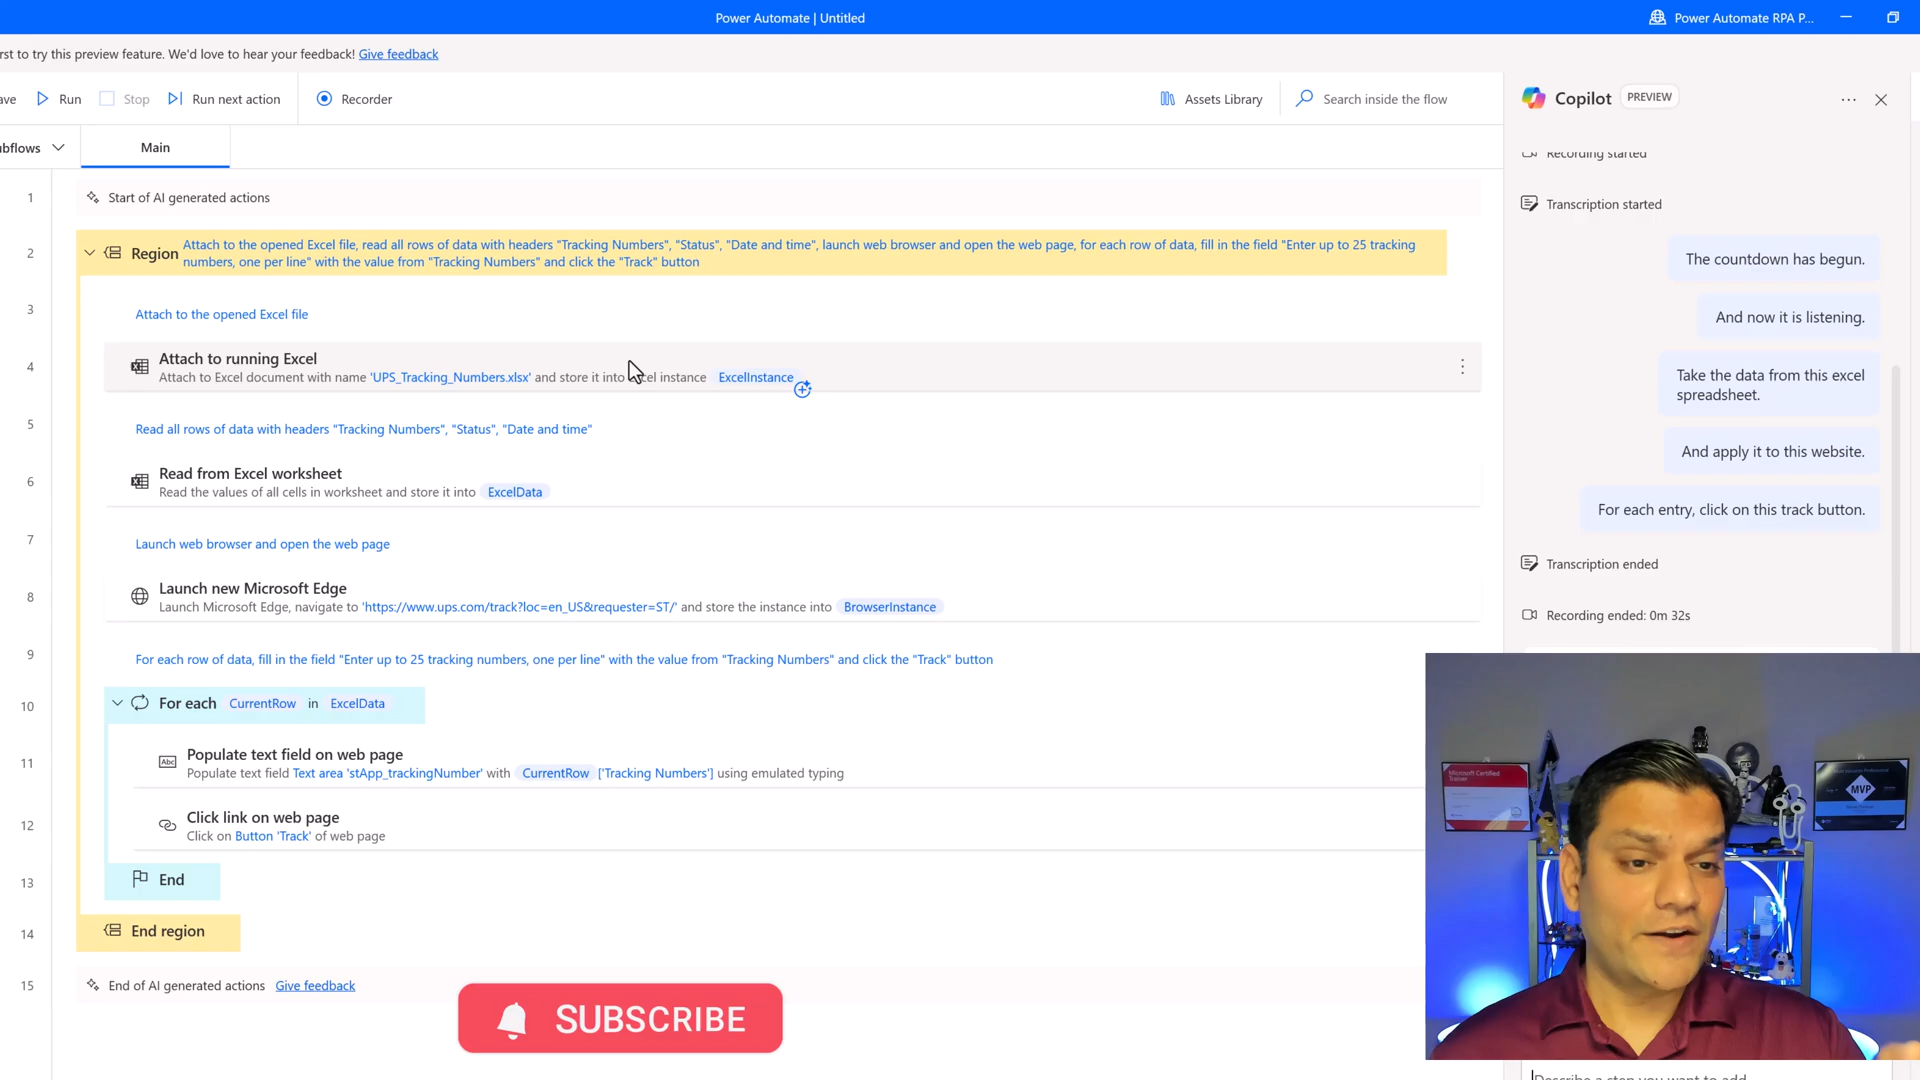 Power Automate | Untitled
Power Automate RPA P...
rst to try this preview feature. We'd love to hear your feedback! Give feedback
ave
Run
Stop
Run next action
Recorder
Assets Library
Search inside the flow
Copilot
PREVIEW
bflows
Main
1
Start of AI generated actions
2
Region
Attach to the opened Excel file, read all rows of data with headers "Tracking Numbers", "Status", "Date and time", launch web browser and open the web page, for each row of data, fill in the field "Enter up to 25 tracking
numbers, one per line" with the value from "Tracking Numbers" and click the "Track" button
3
Attach to the opened Excel file
4
Attach to running Excel
Attach to Excel document with name 'UPS_Tracking_Numbers.xlsx' and store it into Excel instance ExcelInstance
5
Read all rows of data with headers "Tracking Numbers", "Status", "Date and time"
6
Read from Excel worksheet
Read the values of all cells in worksheet and store it into ExcelData
7
Launch web browser and open the web page
8
Launch new Microsoft Edge
Launch Microsoft Edge, navigate to 'https://www.ups.com/track?loc=en_US&requester=ST/' and store the instance into BrowserInstance
9
For each row of data, fill in the field "Enter up to 25 tracking numbers, one per line" with the value from "Tracking Numbers" and click the "Track" button
10
For each CurrentRow in ExcelData
11
Abc
Populate text field on web page
Populate text field Text area 'stApp_trackingNumber' with CurrentRow ['Tracking Numbers'] using emulated typing
12
Click link on web page
Click on Button 'Track' of web page
13
End
14
End region
15
End of AI generated actions Give feedback
SUBSCRIBE
Recording started
Transcription started
The countdown has begun.
And now it is listening.
Take the data from this excel
spreadsheet.
And apply it to this website.
For each entry, click on this track button.
Transcription ended
Recording ended: 0m 32s
Microsoft Certified
Trainer
MVP
Describe a step you want to add